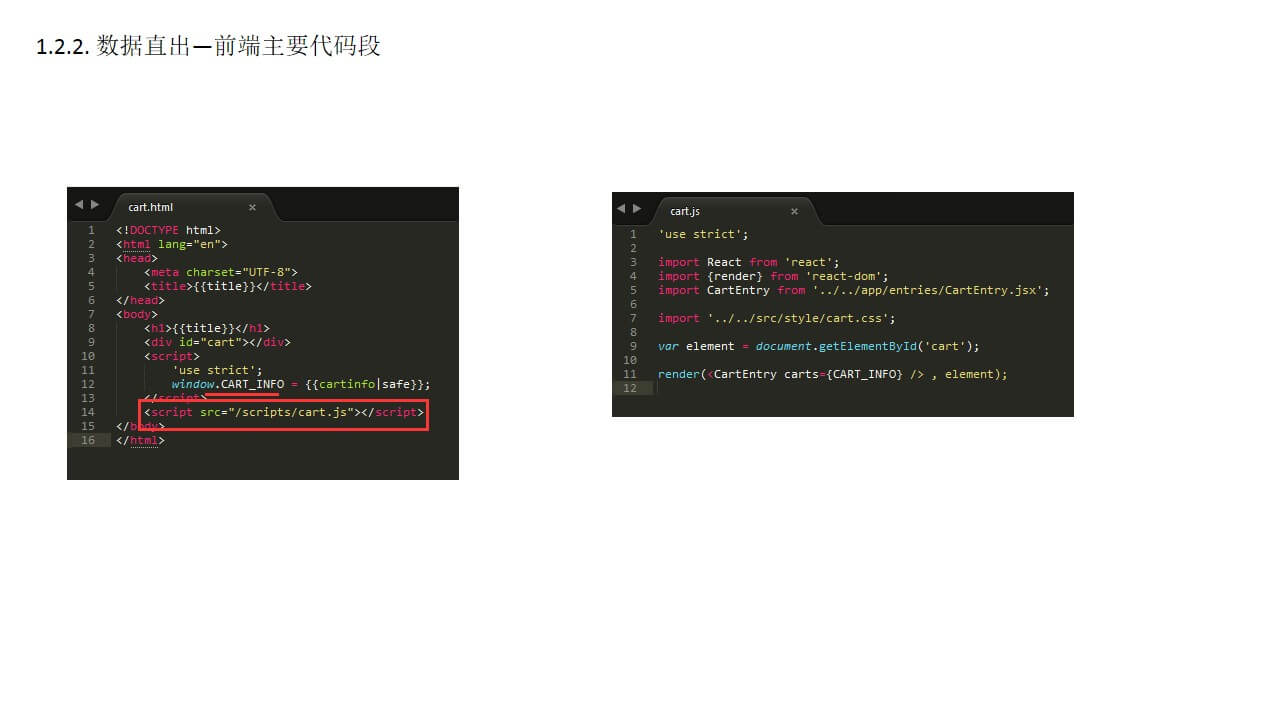 1.2.2. 数据直出—前端主要代码段
cart.html ×
1 <!DOCTYPE html>
2 <html lang="en">
3 <head>
4 <meta charset="UTF-8">
5 <title>{{title}}</title>
6 </head>
7 <body>
8 <h1>{{title}}</h1>
9 <div id="cart"></div>
10 <script>
11 'use strict';
12 window.CART_INFO = {{cartinfo|safe}};
13 </script>
14 <script src="/scripts/cart.js"></script>
15 </body>
16 </html>
cart.js ×
1 'use strict';
2
3 import React from 'react';
4 import {render} from 'react-dom';
5 import CartEntry from '../../app/entries/CartEntry.jsx';
6
7 import '../../src/style/cart.css';
8
9 var element = document.getElementById('cart');
10
11 render(<CartEntry carts={CART_INFO} /> , element);
12